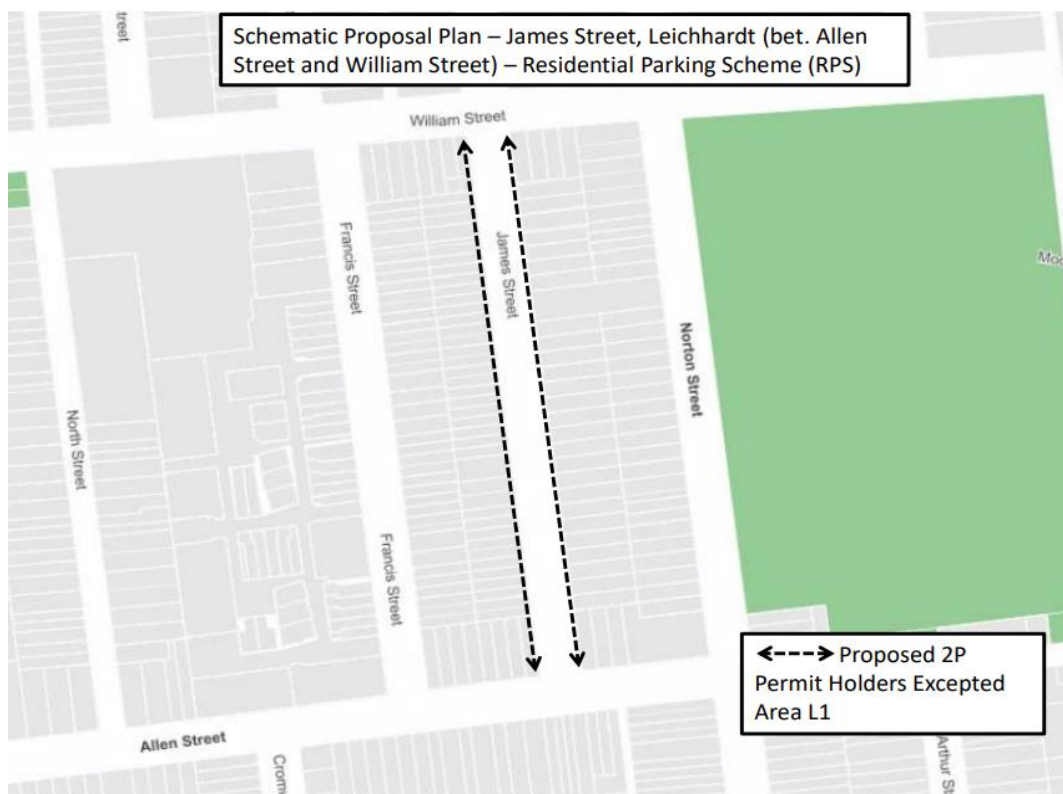 Schematic Proposal Plan – James Street, Leichhardt (bet. Allen
Street and William Street) – Residential Parking Scheme (RPS)
William Street
Francis Street
James Street
Norton Street
North Street
Francis Street
Proposed 2P
Permit Holders Excepted
Area L1
Allen Street